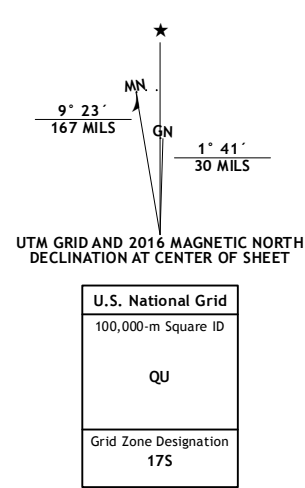 ★
MN
9° 23´
167 MILS
GN
1° 41´
30 MILS
UTM GRID AND 2016 MAGNETIC NORTH
DECLINATION AT CENTER OF SHEET
U.S. National Grid
100,000-m Square ID
QU
Grid Zone Designation
17S